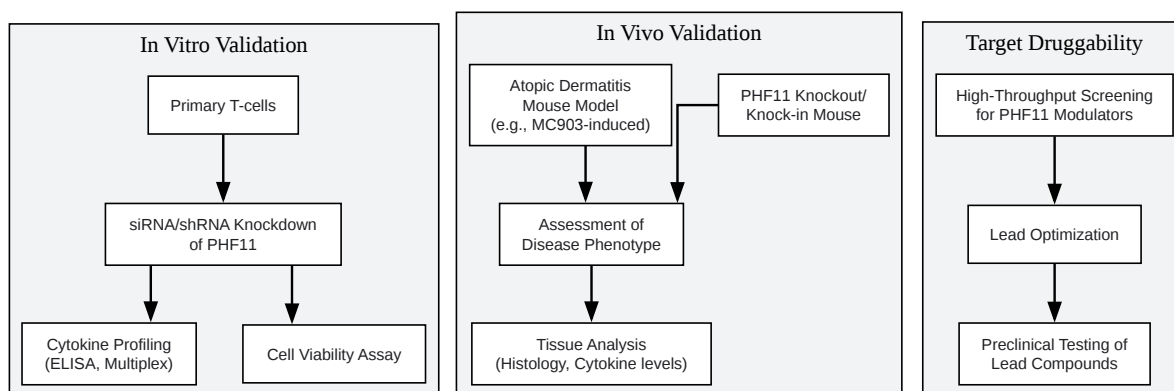 In Vitro Validation
Primary T-cells
siRNA/shRNA Knockdown
of PHF11
Cytokine Profiling
(ELISA, Multiplex)
Cell Viability Assay
In Vivo Validation
Atopic Dermatitis
Mouse Model
(e.g., MC903-induced)
PHF11 Knockout/
Knock-in Mouse
Assessment of
Disease Phenotype
Tissue Analysis
(Histology, Cytokine levels)
Target Druggability
High-Throughput Screening
for PHF11 Modulators
Lead Optimization
Preclinical Testing of
Lead Compounds